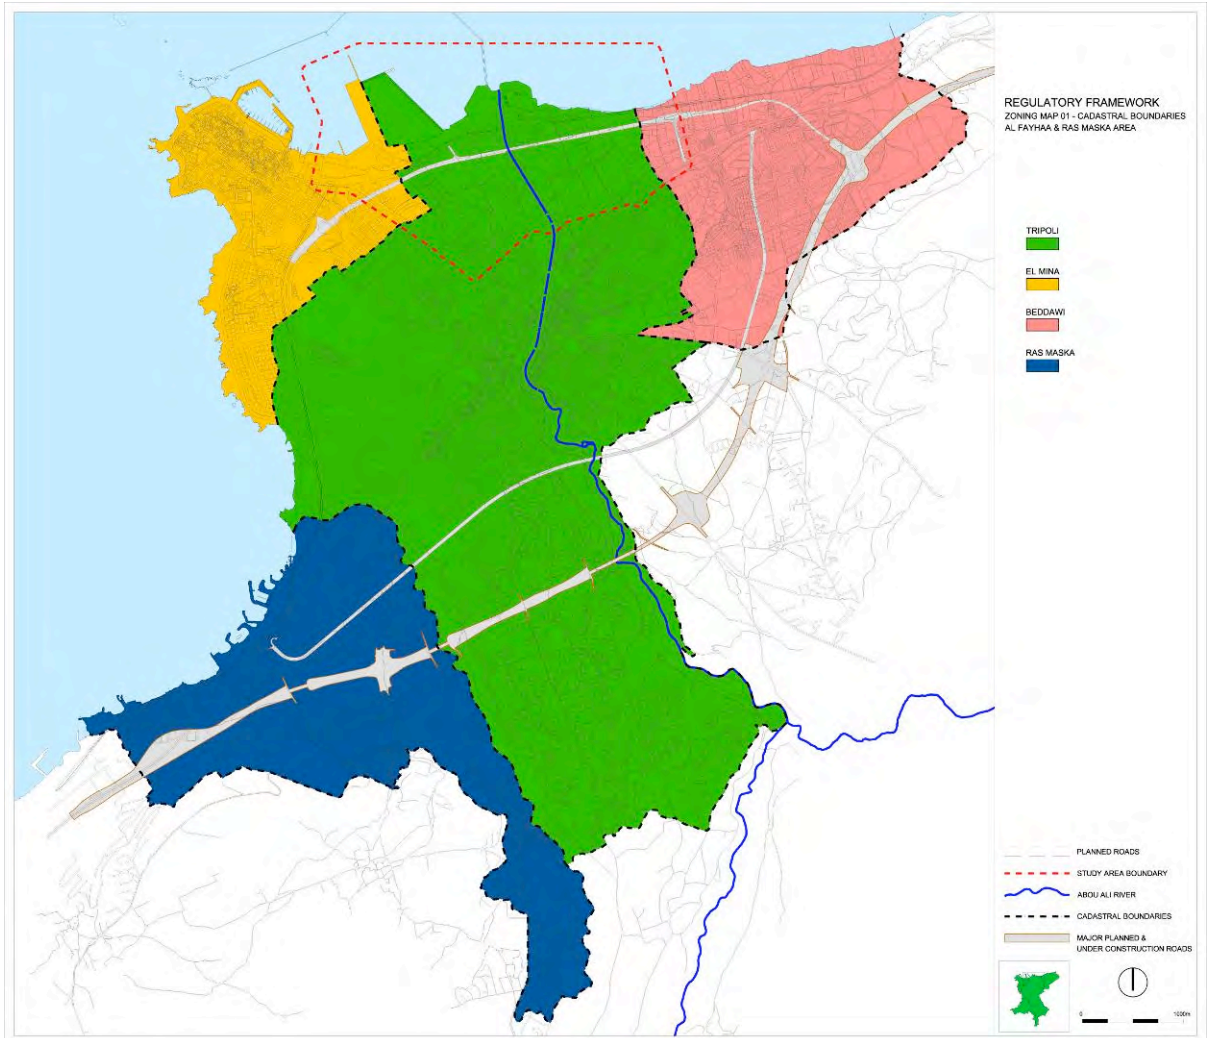 REGULATORY FRAMEWORK
ZONING MAP 01 - CADASTRAL BOUNDARIES
AL FAYHAA & RAS MASKA AREA
TRIPOLI
EL MINA
BEDDAWI
RAS MASKA
PLANNED ROADS
STUDY AREA BOUNDARY
ABOU ALI RIVER
CADASTRAL BOUNDARIES
MAJOR PLANNED &
UNDER CONSTRUCTION ROADS
0 1000m